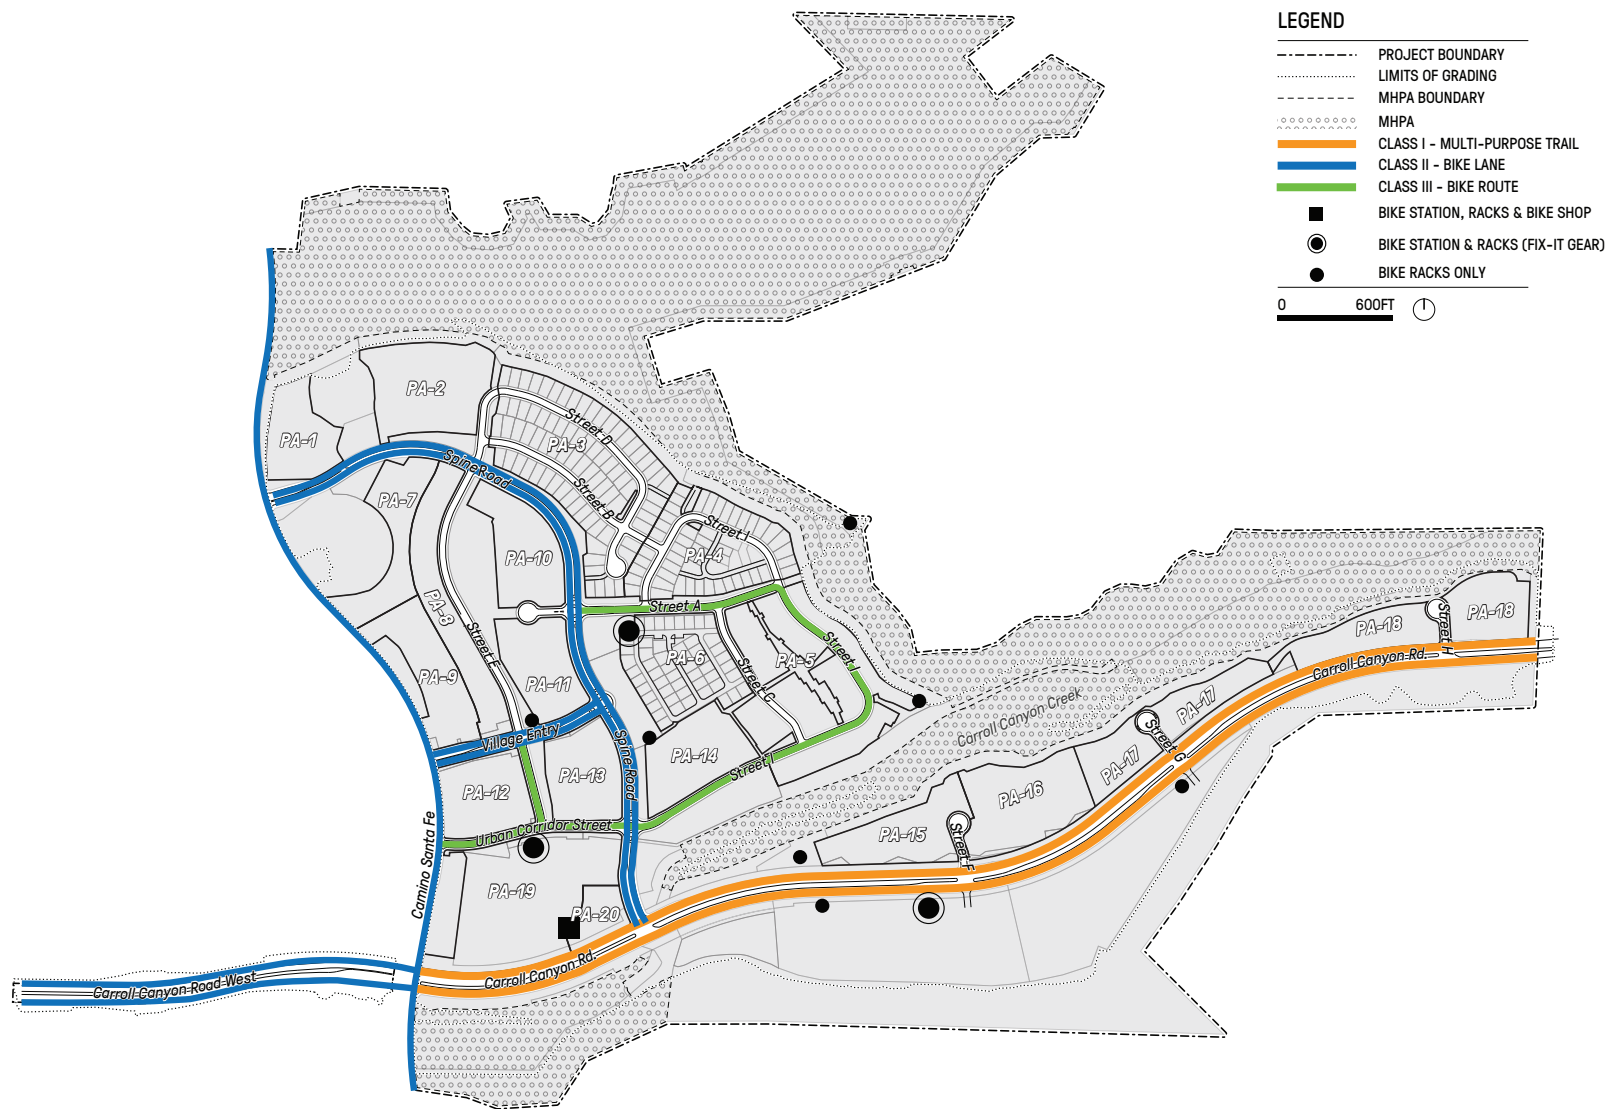 LEGEND
PROJECT BOUNDARY
LIMITS OF GRADING
MHPA BOUNDARY
MHPA
CLASS I - MULTI-PURPOSE TRAIL
CLASS II - BIKE LANE
CLASS III - BIKE ROUTE
BIKE STATION, RACKS & BIKE SHOP
BIKE STATION & RACKS (FIX-IT GEAR)
BIKE RACKS ONLY
0 600FT
PA-2
PA-1
Street D
PA-3
Spine Road
PA-7
Street B
Street I
PA-4
PA-10
PA-8
Street A
Street E
PA-6
PA-5
Street I
Street C
PA-9
PA-11
Village Entry
Spine Road
PA-14
Street I
PA-13
PA-12
Urban Corridor Street
Camino Santa Fe
PA-19
PA-20
Carroll Canyon Rd.
Carroll Canyon Road West
Carroll Canyon Creek
PA-15
Street F
PA-16
PA-17
Street G
PA-17
Carroll Canyon Rd.
PA-18
Street H
PA-18